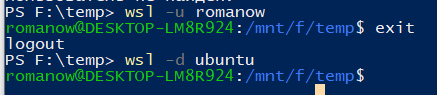 PS F:\temp> wsl -u romanow
romanow@DESKTOP-LM8R924:/mnt/f/temp$ exit
logout
PS F:\temp> wsl -d ubuntu
romanow@DESKTOP-LM8R924:/mnt/f/temp$